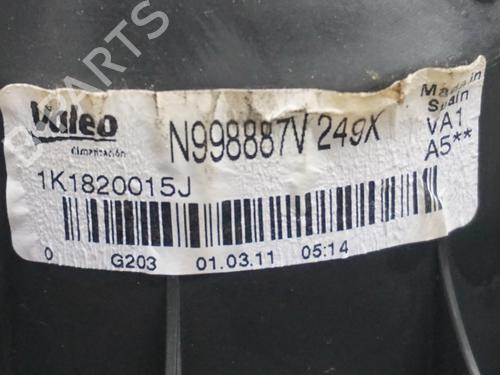 Valeo
Climatización
N998887V 249X
Made in
Spain
VA1
A5**
1K1820015J
0 G203 01.03.11 05:14
PARTS